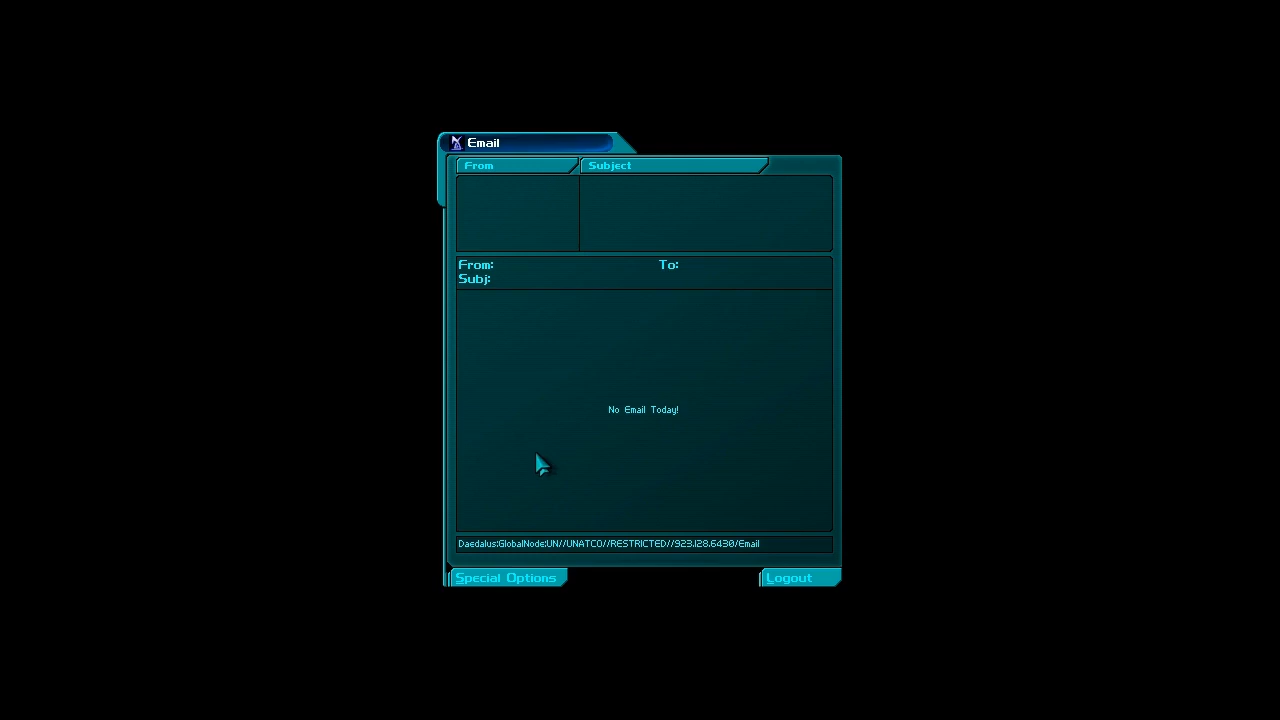 Email
From Subject
From: To:
Subj:
No Email Today!
Daedalus:GlobalNode:UN//UNATCO//RESTRICTED//923.128.6430/Email
Special Options Logout